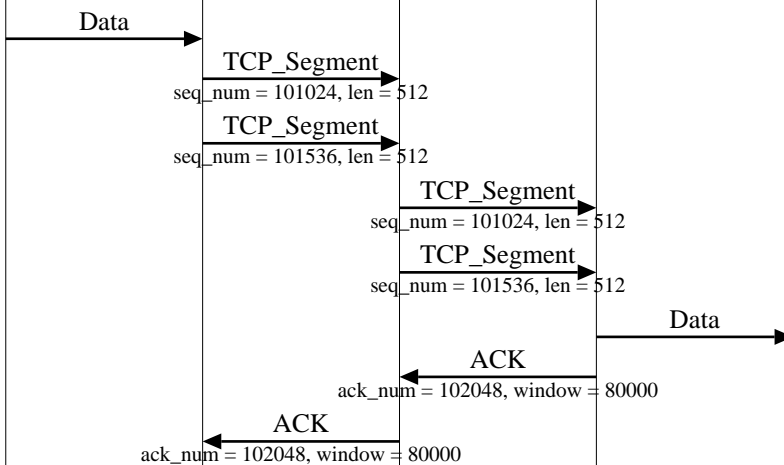 Data
TCP_Segment
seq_num = 101024, len = 512
TCP_Segment
seq_num = 101536, len = 512
TCP_Segment
seq_num = 101024, len = 512
TCP_Segment
seq_num = 101536, len = 512
Data
ACK
ack_num = 102048, window = 80000
ACK
ack_num = 102048, window = 80000